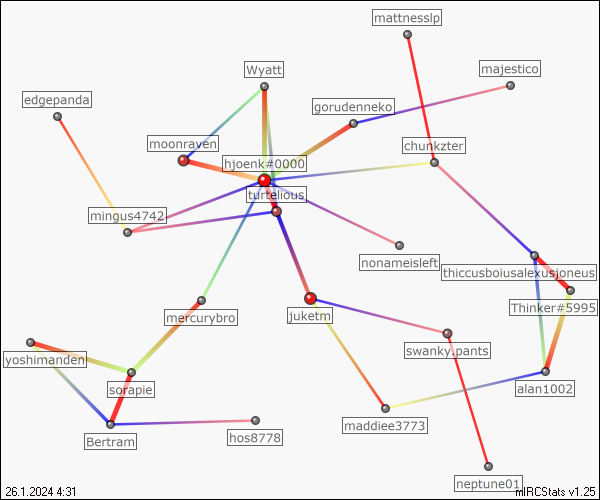 mattnesslp
Wyatt
majestico
edgepanda
gorudenneko
moonraven
chunkzter
hjoenk#0000
turtelious
mingus4742
nonameisleft
thiccusboiusalexusjoneus
Thinker#5995
mercurybro
juketm
swanky.pants
yoshimanden
sorapie
alan1002
maddiee3773
Bertram
hos8778
neptune01
26.1.2024 4:31
mIRCStats v1.25